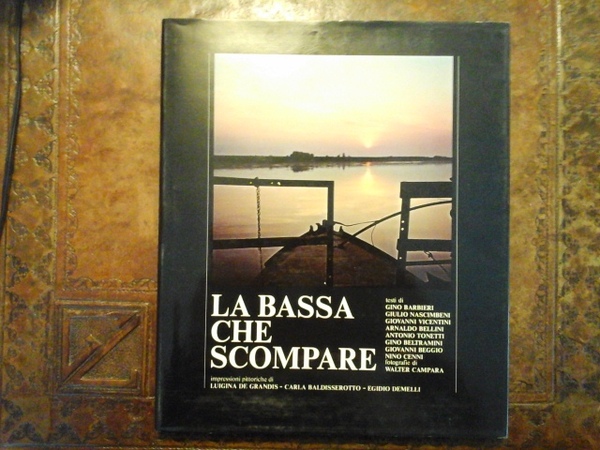 LA BASSA
CHE
SCOMPARE
testi di
GINO BARBIERI
GIULIO NASCIMBENI
GIOVANNI VICENTINI
ARNALDO BELLINI
ANTONIO TONETTI
GINO BELTRAMINI
GIOVANNI BEGGIO
NINO CENNI
fotografie di
WALTER CAMPARA
impressioni pittoriche di
LUIGINA DE GRANDIS - CARLA BALDISSEROTTO - EGIDIO DEMELLI